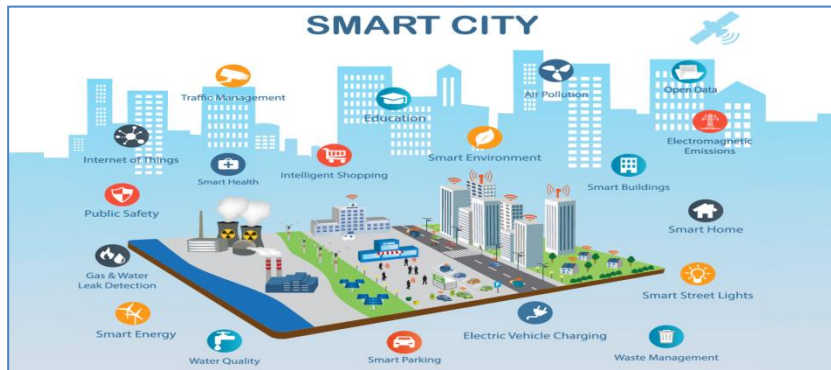 SMART CITY
Traffic Management
Education
Air Pollution
Open Data
Internet of Things
Smart Health
Intelligent Shopping
Smart Environment
Electromagnetic
Emissions
Smart Buildings
Public Safety
Smart Home
Gas & Water
Leak Detection
Smart Street Lights
Smart Energy
Water Quality
Smart Parking
Electric Vehicle Charging
Waste Management